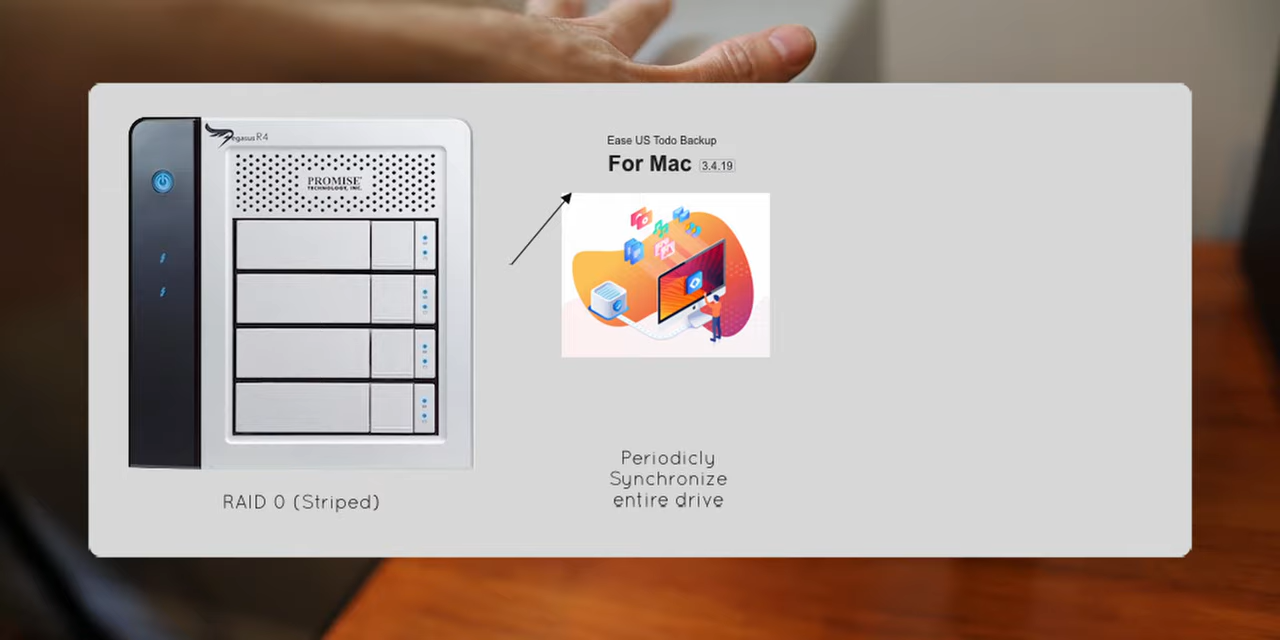 Pegasus R4
PROMISE
TECHNOLOGY, INC.
RAID 0 (Striped)
Ease US Todo Backup
For Mac 3.4.19
Periodicly
Synchronize
entire drive